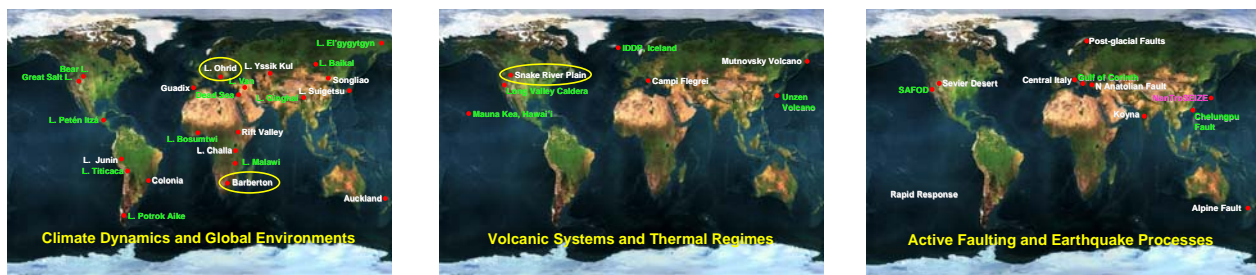 L. El'gygytgyn
L. Ohrid
L. Yssik Kul
L. Baikal
Bear L.
Great Salt L.
Songliao
L. Van
Guadix
Dead Sea
L. Suigetsu
L. Qinghai
L. Petén Itzá
L. Bosumtwi
Rift Valley
L. Challa
L. Junin
L. Malawi
L. Titicaca
Colonia
Barberton
Auckland
L. Potrok Aike
Climate Dynamics and Global Environments
IDDP, Iceland
Mutnovsky Volcano
Snake River Plain
Campi Flegrei
Long Valley Caldera
Unzen
Volcano
Mauna Kea, Hawai'i
Volcanic Systems and Thermal Regimes
Post-glacial Faults
Central Italy
Gulf of Corinth
Sevier Desert
N Anatolian Fault
SAFOD
Koyna
Chelungpu
Fault
Rapid Response
Alpine Fault
Active Faulting and Earthquake Processes